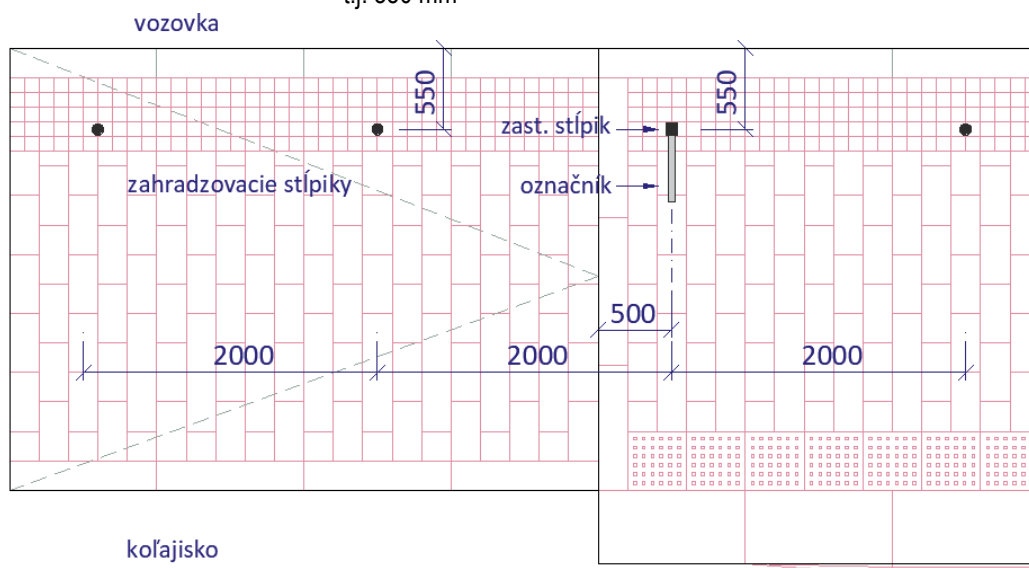 vozovka
550
550
zast. stĺpik
zahradzovacie stĺpiky
označník
500
2000
2000
2000
koľajisko